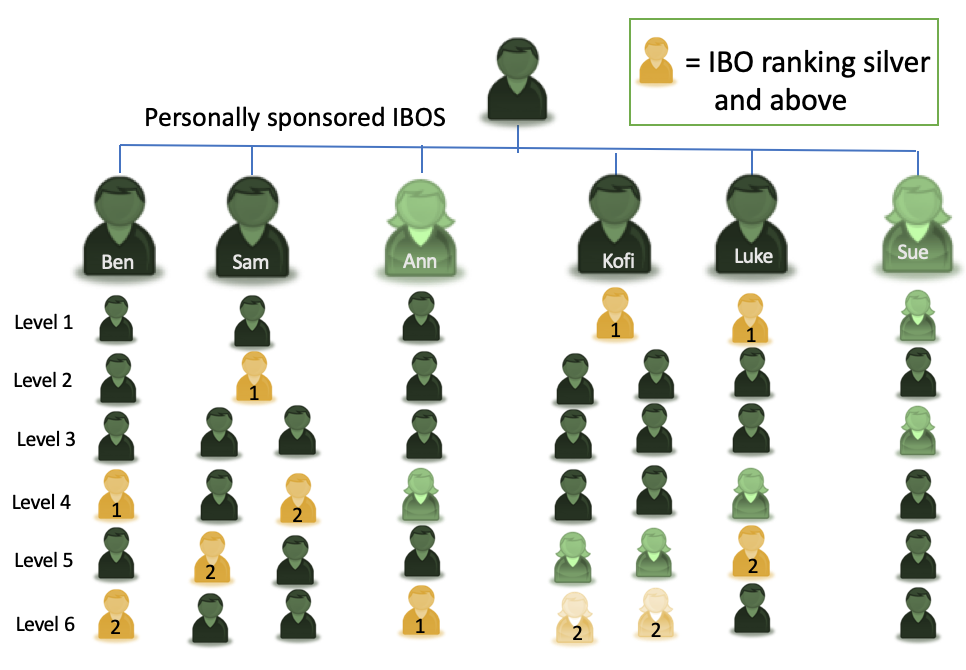 = IBO ranking silver
and above
Personally sponsored IBOS
Ben Sam Ann Kofi Luke Sue
Level 1 1 1
Level 2 1
Level 3
Level 4 1 2
Level 5 2 2
Level 6 2 1 2 2